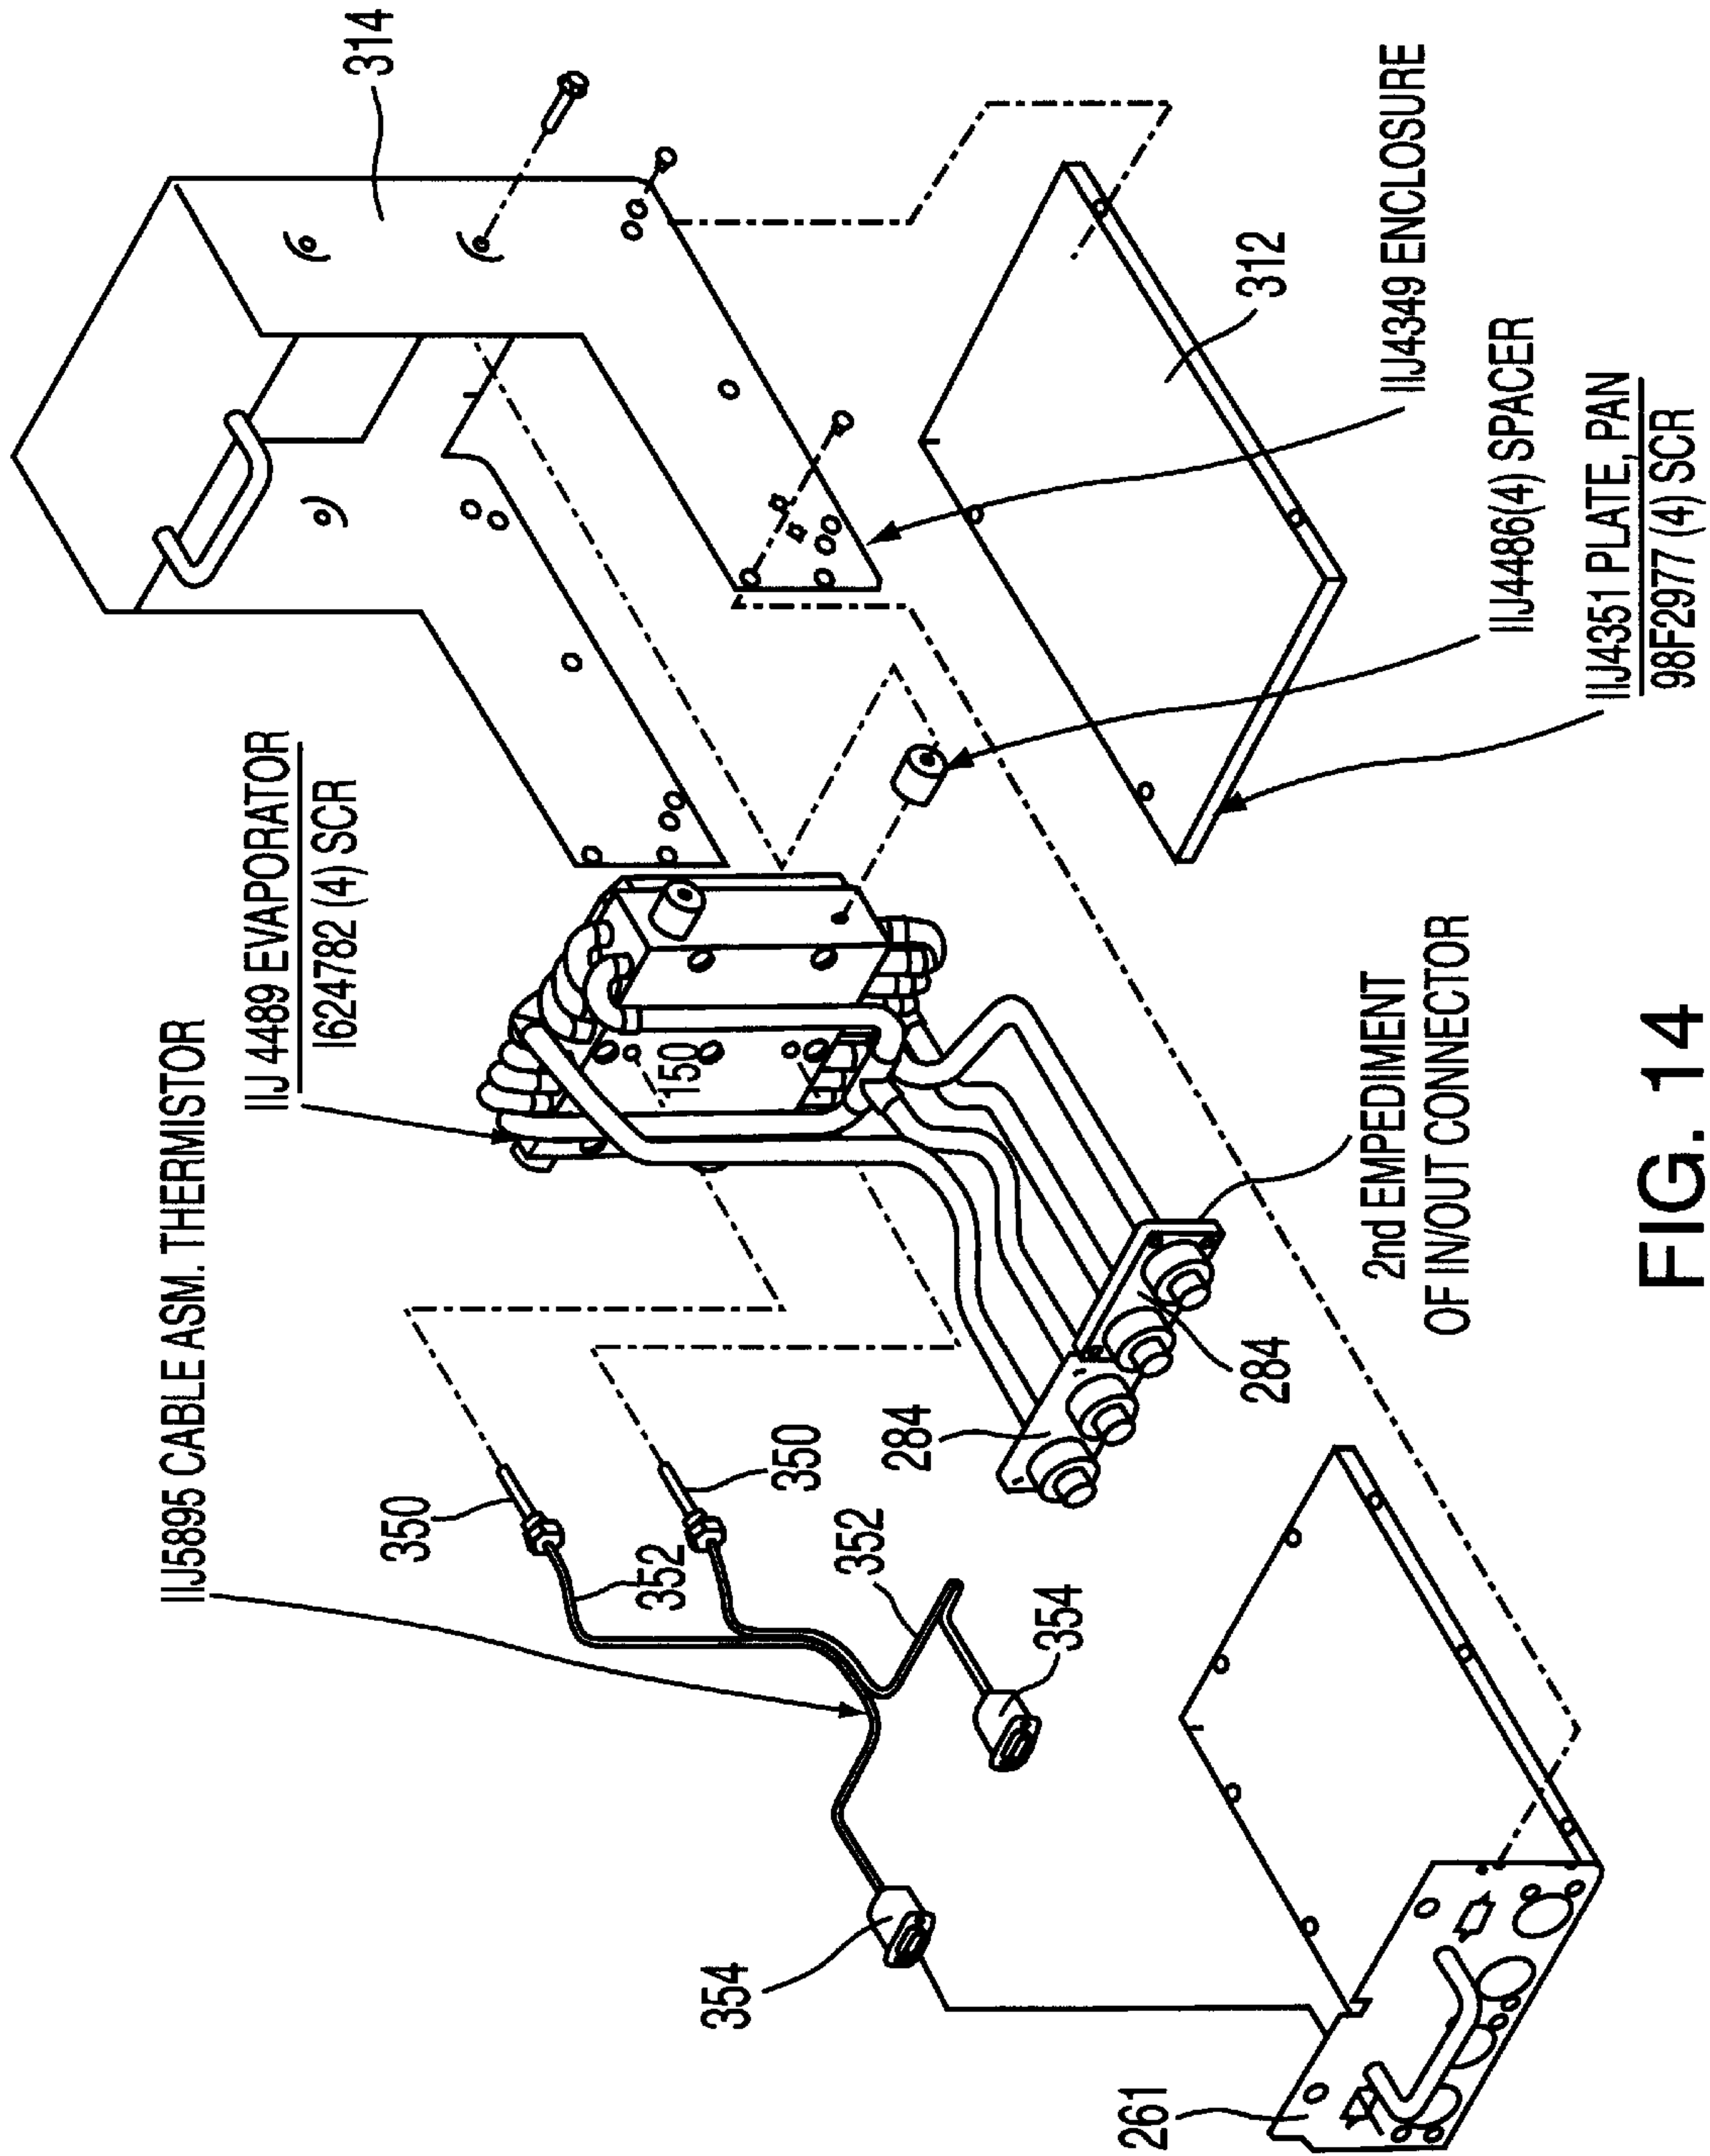 IIJ5895 CABLE ASM. THERMISTOR
IIJ 4489 EVAPORATOR
I624782 (4) SCR
314
350
352
350
352
354
354
150
284
284
2nd EMPEDIMENT
OF IN/OUT CONNECTOR
261
312
IIJ4349 ENCLOSURE
IIJ4486(4) SPACER
IIJ4351 PLATE, PAN
98F2977 (4) SCR
FIG. 14